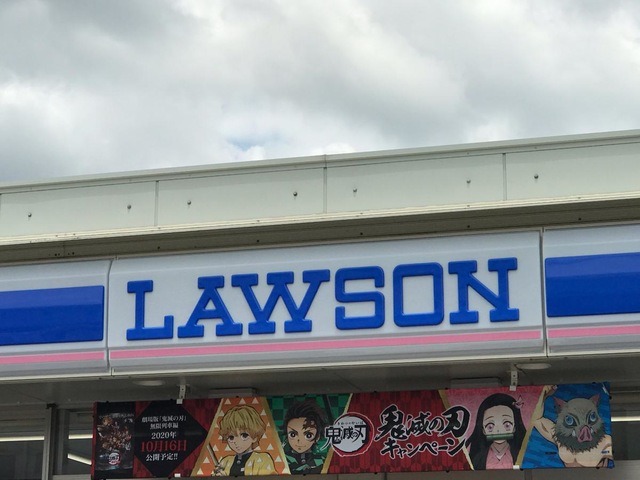 LAWSON
劇場版「鬼滅の刃」
無限列車編
2020年
10月16日
公開予定!!
鬼滅の刃
鬼滅の刃
キャンペーン